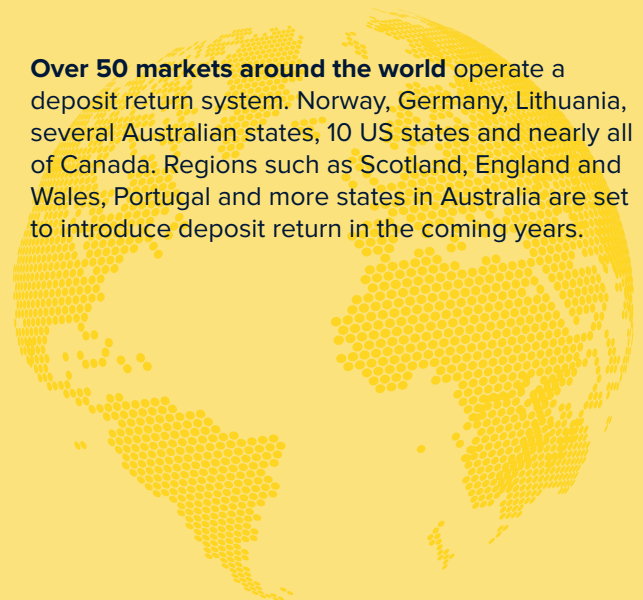 Over 50 markets around the world operate a
deposit return system. Norway, Germany, Lithuania,
several Australian states, 10 US states and nearly all
of Canada. Regions such as Scotland, England and
Wales, Portugal and more states in Australia are set
to introduce deposit return in the coming years.